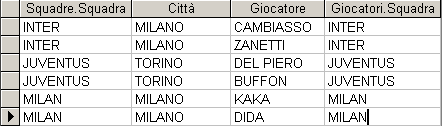 Squadre.Squadra Città Giocatore Giocatori.Squadra
INTER MILANO CAMBIASSO INTER
INTER MILANO ZANETTI INTER
JUVENTUS TORINO DEL PIERO JUVENTUS
JUVENTUS TORINO BUFFON JUVENTUS
MILAN MILANO KAKA MILAN
MILAN MILANO DIDA MILAN